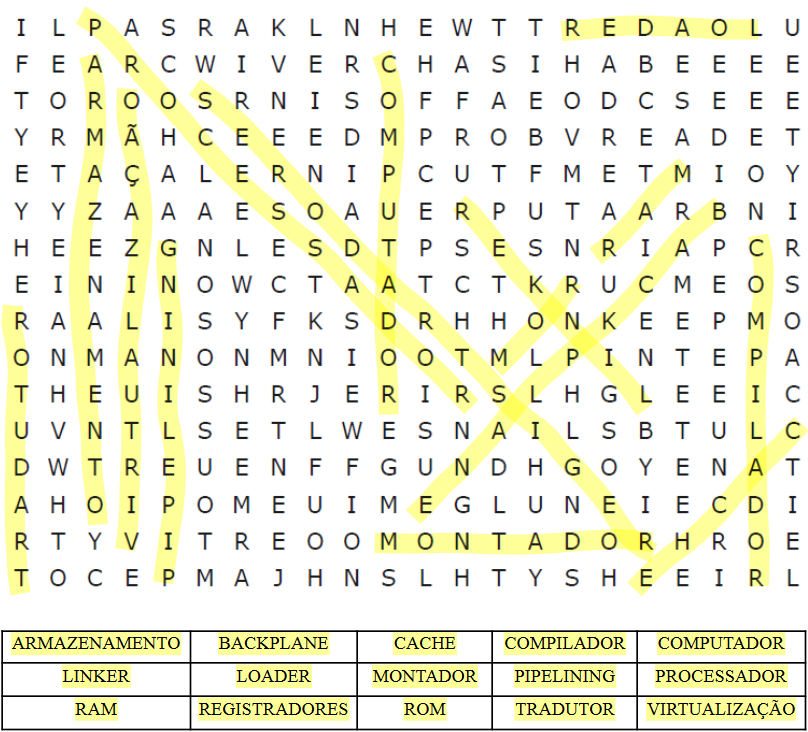 I L P A S R A K L N H E W T T R E D A O L U
F E A R C W I V E R C H A S I H A B E E E E
T O R O O S R N I S O F F A E O D C S E E E
Y R M Ã H C E E E D M P R O B V R E A D E T
E T A Ç A L E R N I P C U T F M E T M I O Y
Y Y Z A A A E S O A U E R P U T A A R B N I
H E E Z G N L E S D T P S E S N R I A P C R
E I N I N O W C T A A T C T K R U C M E O S
R A A L I S Y F K S D R H H O N K E E P M O
O N M A N O N M N I O O T M L P I N T E P A
T H E U I S H R J E R I R S L H G L E E I C
U V N T L S E T L W E S N A I L S B T U L C
D W T R E U E N F F G U N D H G O Y E N A T
A H O I P O M E U I M E G L U N E I E C D I
R T Y V I T R E O O M O N T A D O R H R O E
T O C E P M A J H N S L H T Y S H E E I R L
ARMAZENAMENTO BACKPLANE CACHE COMPILADOR COMPUTADOR
LINKER LOADER MONTADOR PIPELINING PROCESSADOR
RAM REGISTRADORES ROM TRADUTOR VIRTUALIZAÇÃO